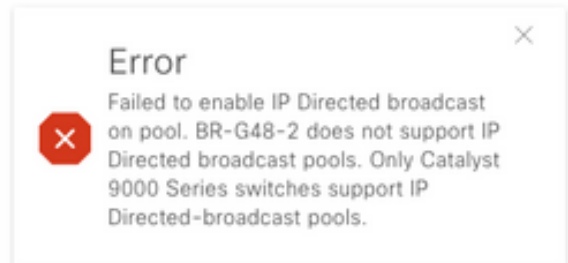 Error
Failed to enable IP Directed broadcast
on pool. BR-G48-2 does not support IP
Directed broadcast pools. Only Catalyst
9000 Series switches support IP
Directed-broadcast pools.